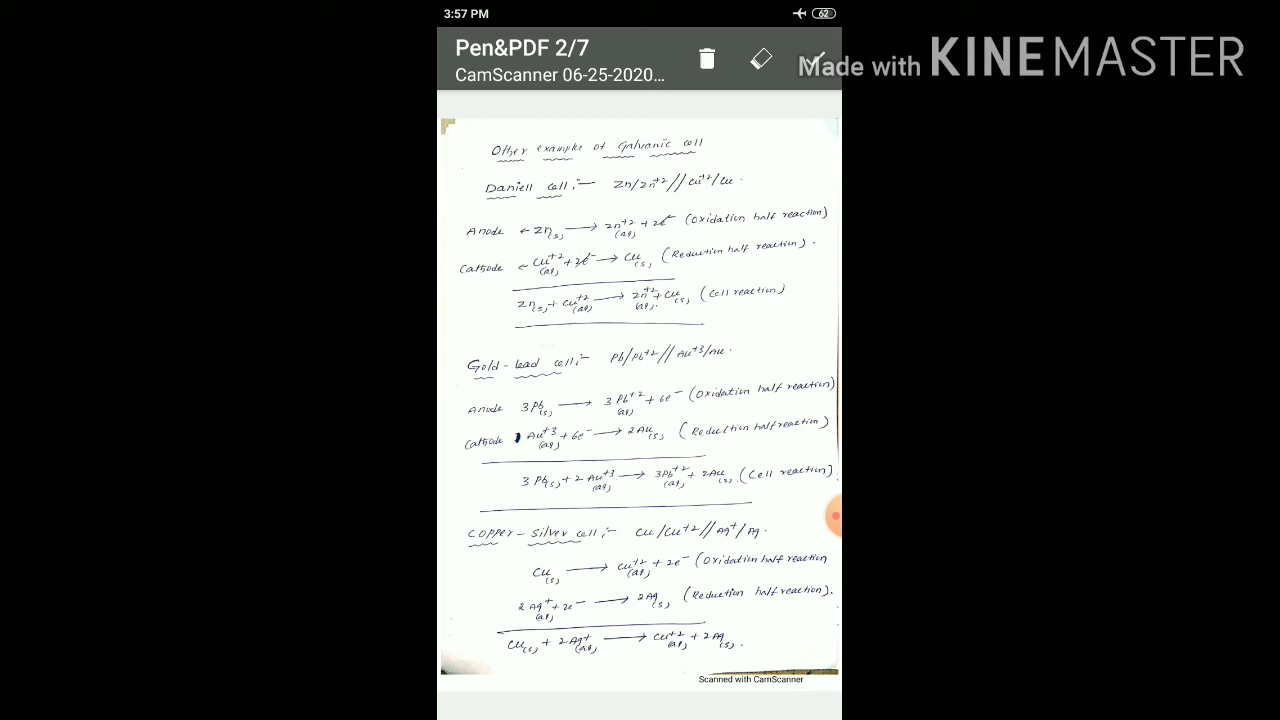 3:57 PM
62
Pen&PDF 2/7
CamScanner 06-25-2020...
Made with KINEMASTER
Other example of Galvanic cell
Daniell cell :- Zn/Zn+2//Cu+2/Cu.
Anode ← Zn(s) → Zn+2(aq) + 2e- (Oxidation half reaction)
Cathode ← Cu+2(aq) + 2e- → Cu(s) (Reduction half reaction).
Zn(s) + Cu+2(aq) → Zn+2(aq) + Cu(s) (Cell reaction)
Gold-lead cell :- Pb/Pb+2//Au+3/Au.
Anode 3Pb(s) → 3Pb+2(aq) + 6e- (Oxidation half reaction)
Cathode Au+3(aq) + 6e- → 2Au(s) (Reduction half reaction)
3Pb(s) + 2Au+3(aq) → 3Pb+2(aq) + 2Au(s). (Cell reaction).
Copper-Silver cell :- Cu/Cu+2//Ag+/Ag.
Cu(s) → Cu+2(aq) + 2e- (Oxidation half reaction
2Ag+(aq) + 2e- → 2Ag(s) (Reduction half reaction).
Cu(s) + 2Ag+(aq) → Cu+2(aq) + 2Ag(s).
Scanned with CamScanner